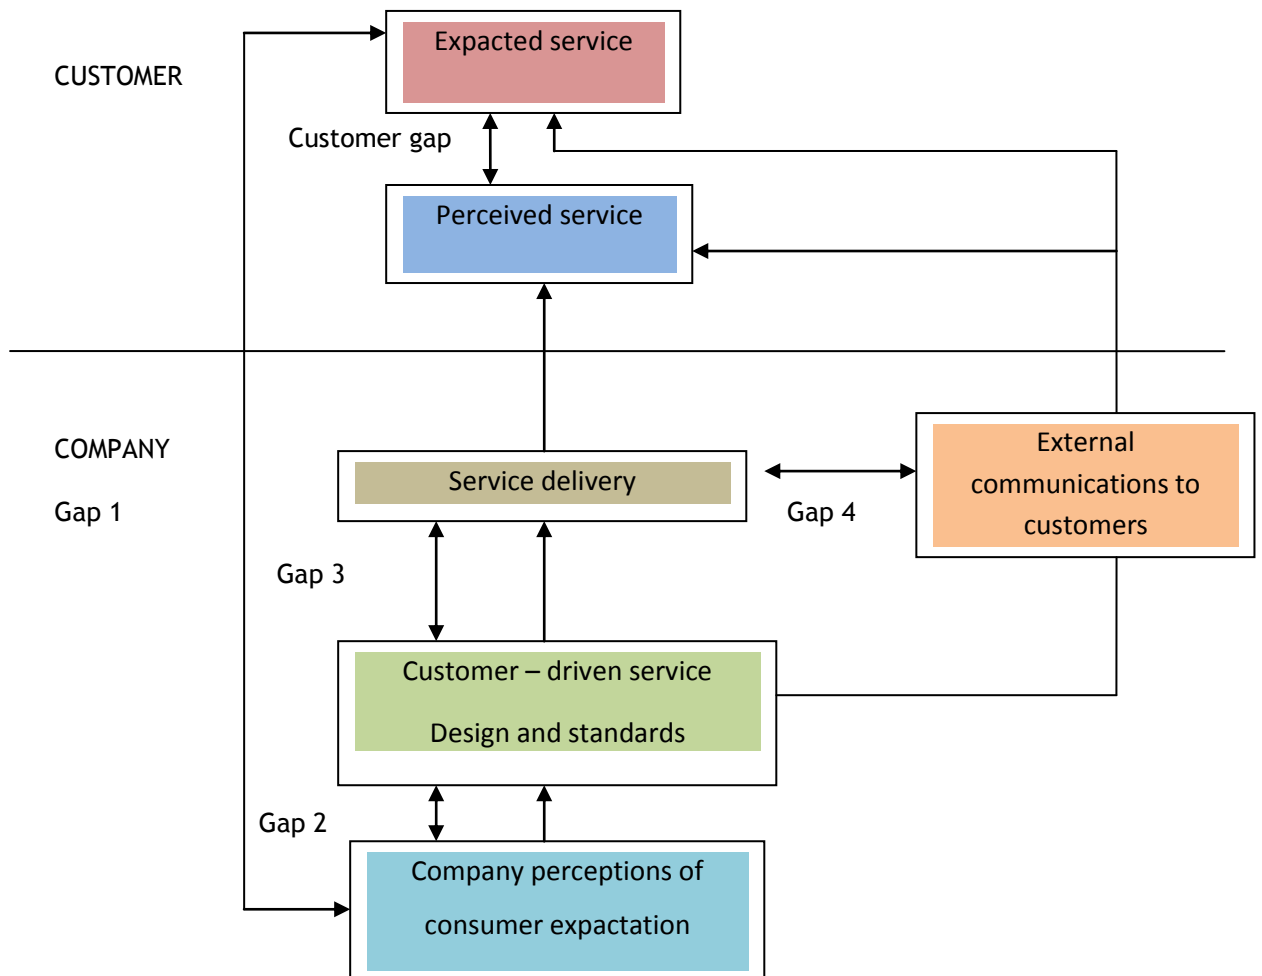 Expacted service
CUSTOMER
Customer gap
Perceived service
COMPANY
External
communications to
customers
Service delivery
Gap 1
Gap 4
Gap 3
Customer – driven service
Design and standards
Gap 2
Company perceptions of
consumer expactation